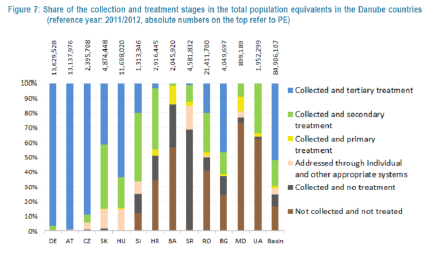 Figure 7: Share of the collection and treatment stages in the total population equivalents in the Danube countries
(reference year: 2011/2012, absolute numbers on the top refer to PE)
13,629,528
13,137,976
2,395,708
4,874,448
11,698,020
1,313,346
2,916,445
2,045,920
4,581,832
21,411,700
4,049,697
899,189
1,952,299
84,906,107
100%
90%
80%
70%
60%
50%
40%
30%
20%
10%
0%
DE AT CZ SK HU SI HR BA SR RO BG MD UA Basin
Collected and tertiary treatment
Collected and secondary
treatment
Collected and primary
treatment
Addressed through individual
and other appropriate systems
Collected and no treatment
Not collected and not treated